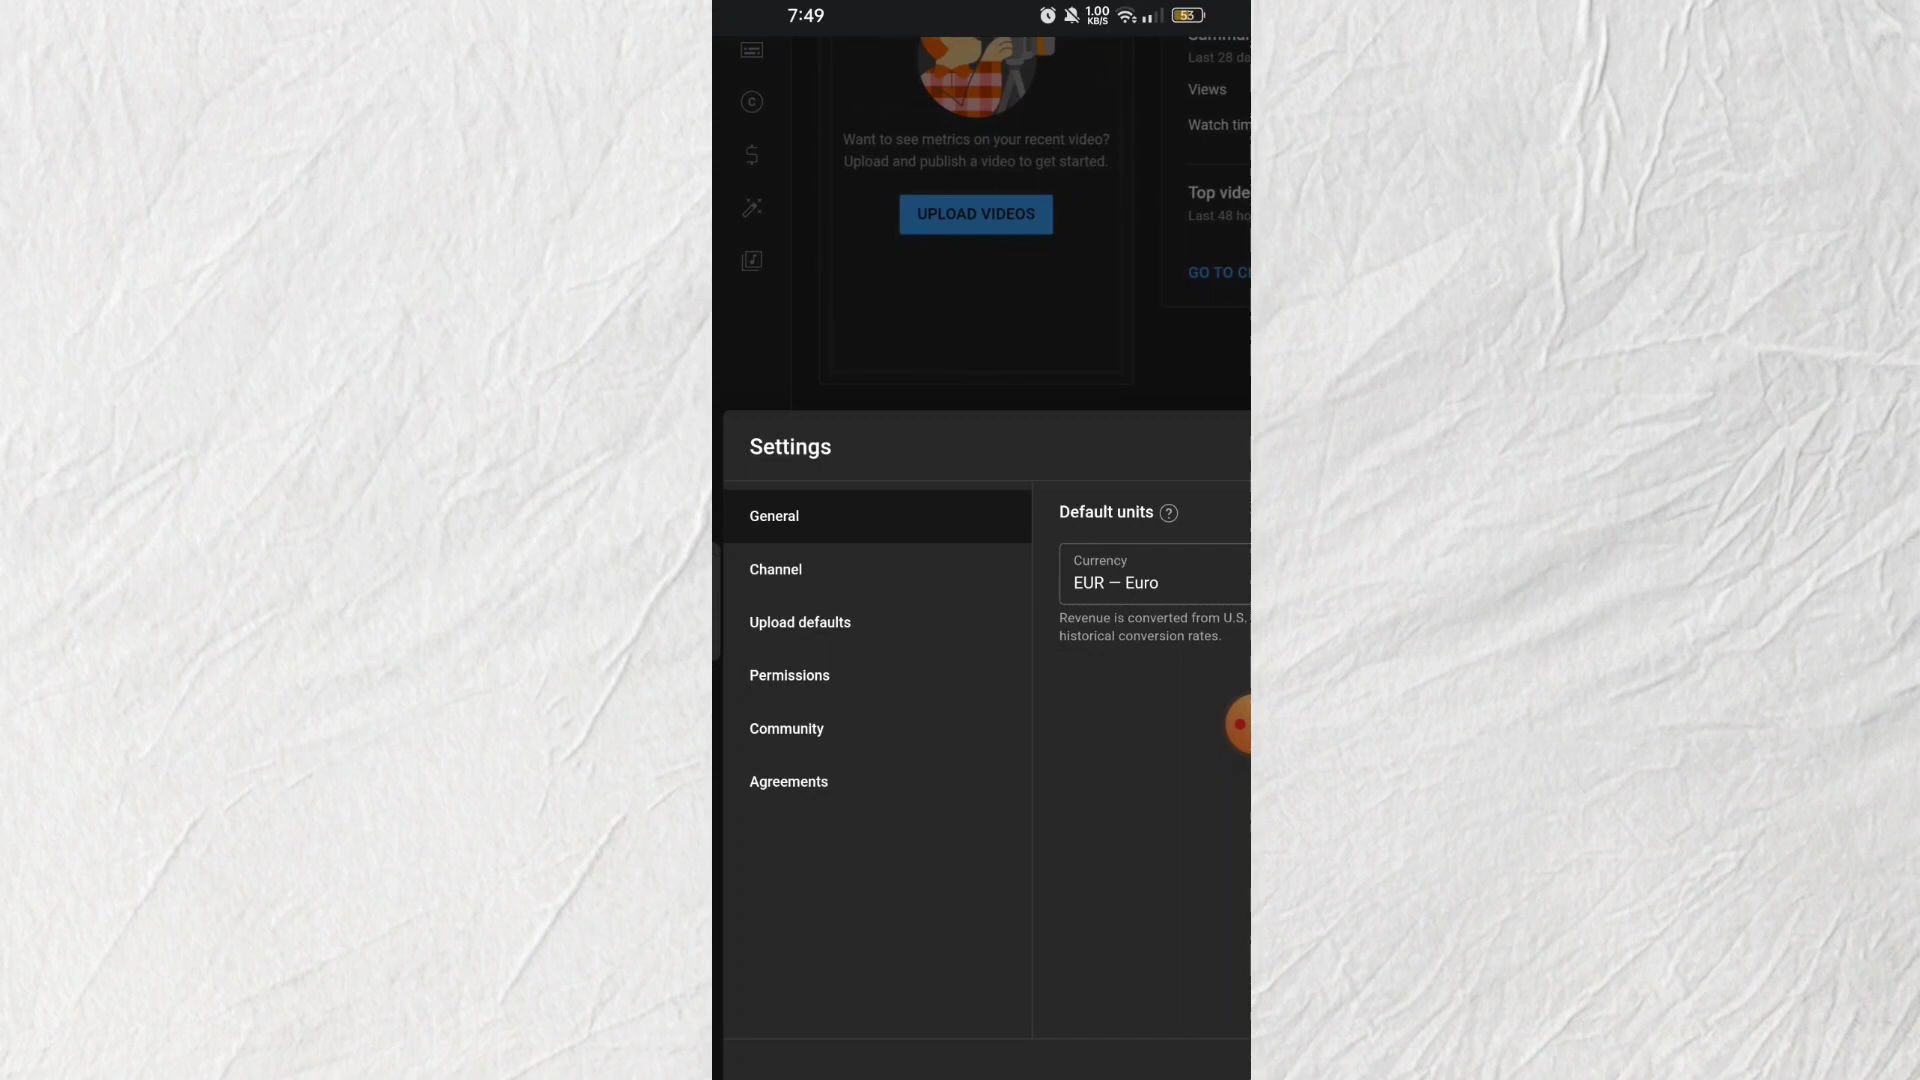 7:49
1.00
KB/S
53
Last 28 da
Views
Watch tim
Want to see metrics on your recent video?
Upload and publish a video to get started.
UPLOAD VIDEOS
Top vide
Last 48 ho
GO TO C
Settings
General
Channel
Upload defaults
Permissions
Community
Agreements
Default units
Currency
EUR — Euro
Revenue is converted from U.S.
historical conversion rates.